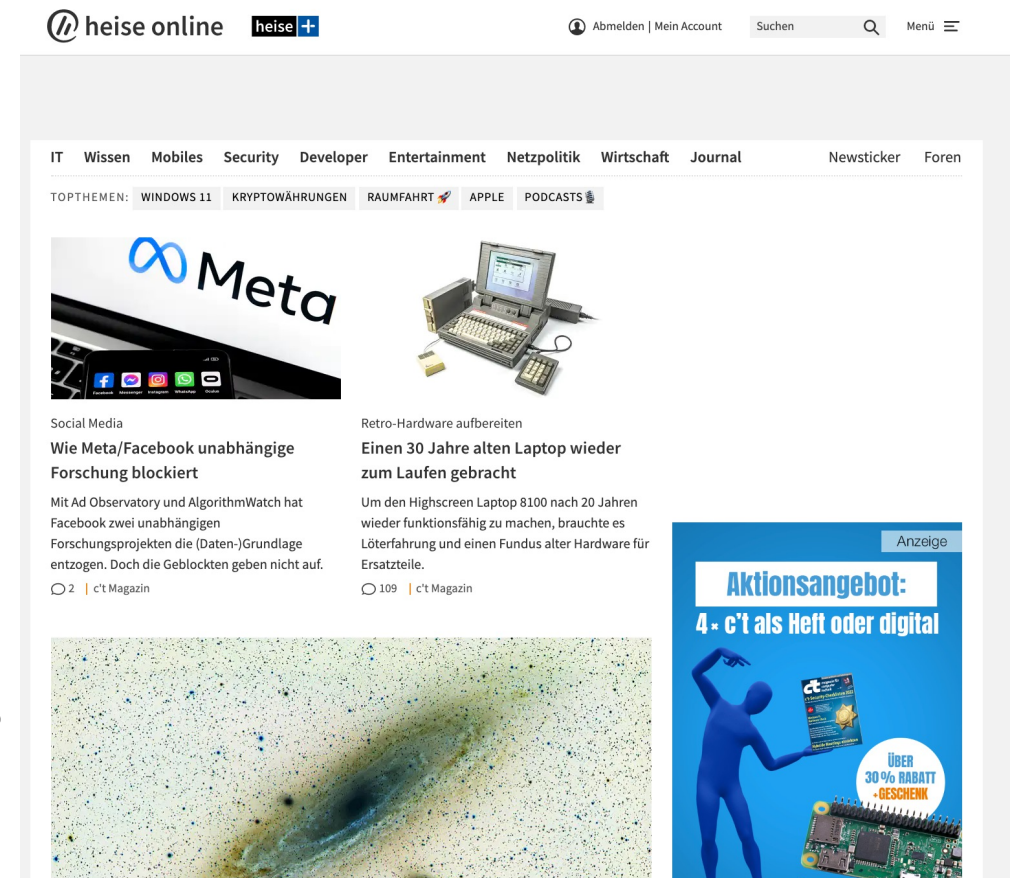 heise online
heise +
Abmelden | Mein Account
Suchen
Menü
IT Wissen Mobiles Security Developer Entertainment Netzpolitik Wirtschaft Journal Newsticker Foren
TOPTHEMEN: WINDOWS 11 KRYPTOWÄHRUNGEN RAUMFAHRT 🚀 APPLE PODCASTS🎙️
Meta
Facebook Messenger Instagram WhatsApp Oculus
Social Media
Wie Meta/Facebook unabhängige
Forschung blockiert
Mit Ad Observatory und AlgorithmWatch hat
Facebook zwei unabhängigen
Forschungsprojekten die (Daten-)Grundlage
entzogen. Doch die Geblockten geben nicht auf.
2 | c't Magazin
Retro-Hardware aufbereiten
Einen 30 Jahre alten Laptop wieder
zum Laufen gebracht
Um den Highscreen Laptop 8100 nach 20 Jahren
wieder funktionsfähig zu machen, brauchte es
Löterfahrung und einen Fundus alter Hardware für
Ersatzteile.
109 | c't Magazin
Anzeige
Aktionsangebot:
4× c't als Heft oder digital
c't
ÜBER
30 % RABATT
+GESCHENK